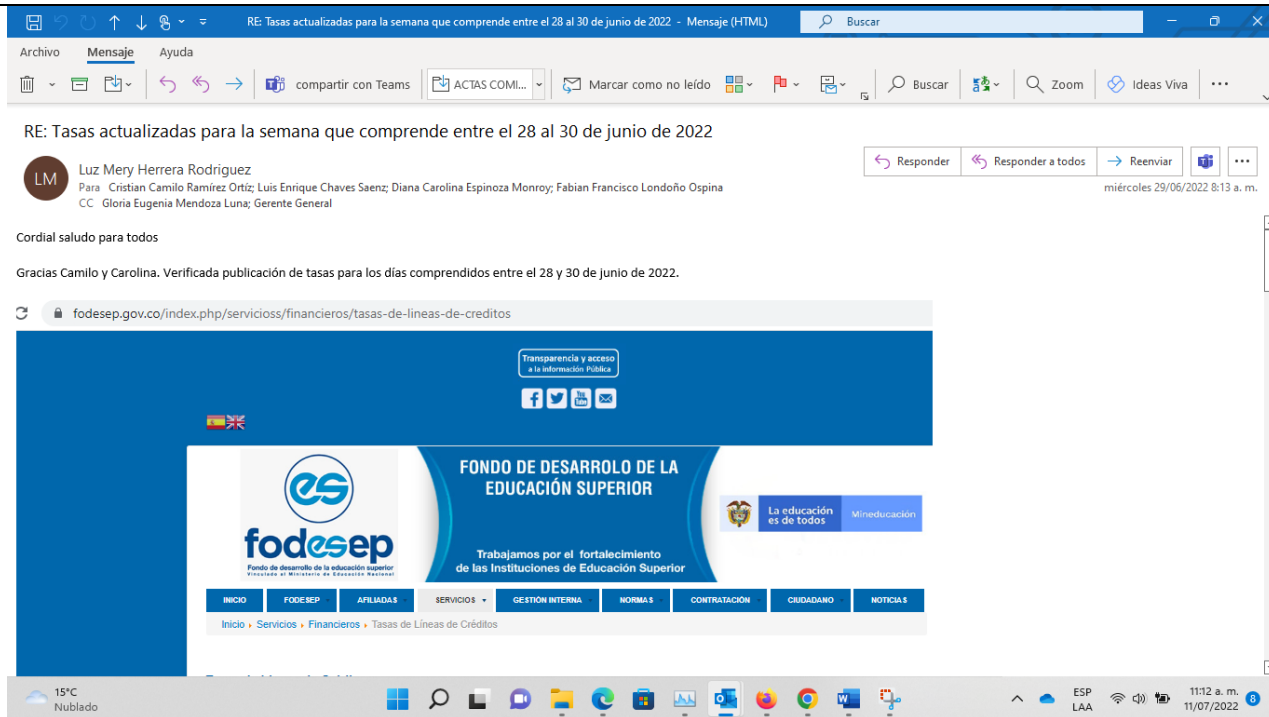 RE: Tasas actualizadas para la semana que comprende entre el 28 al 30 de junio de 2022 - Mensaje (HTML)
Buscar
Archivo Mensaje Ayuda
compartir con Teams ACTAS COMI... Marcar como no leído Buscar Zoom Ideas Viva
RE: Tasas actualizadas para la semana que comprende entre el 28 al 30 de junio de 2022
LM
Luz Mery Herrera Rodriguez
Responder Responder a todos Reenviar
Para Cristian Camilo Ramírez Ortíz; Luis Enrique Chaves Saenz; Diana Carolina Espinoza Monroy; Fabian Francisco Londoño Ospina
miércoles 29/06/2022 8:13 a. m.
CC Gloria Eugenia Mendoza Luna; Gerente General
Cordial saludo para todos
Gracias Camilo y Carolina. Verificada publicación de tasas para los días comprendidos entre el 28 y 30 de junio de 2022.
fodesep.gov.co/index.php/servicioss/financieros/tasas-de-lineas-de-creditos
Transparencia y acceso
a la información Pública
You
Tube
es
fodesep
Fondo de desarrollo de la educación superior
Vinculado al Ministerio de Educación Nacional
FONDO DE DESARROLLO DE LA
EDUCACIÓN SUPERIOR
Trabajamos por el fortalecimiento
de las Instituciones de Educación Superior
La educación
es de todos
Mineducación
INICIO FODESEP AFILIADAS SERVICIOS GESTIÓN INTERNA NORMAS CONTRATACIÓN CIUDADANO NOTICIAS
Inicio Servicios Financieros Tasas de Líneas de Créditos
15°C
Nublado
ESP
LAA
11:12 a. m.
11/07/2022
8